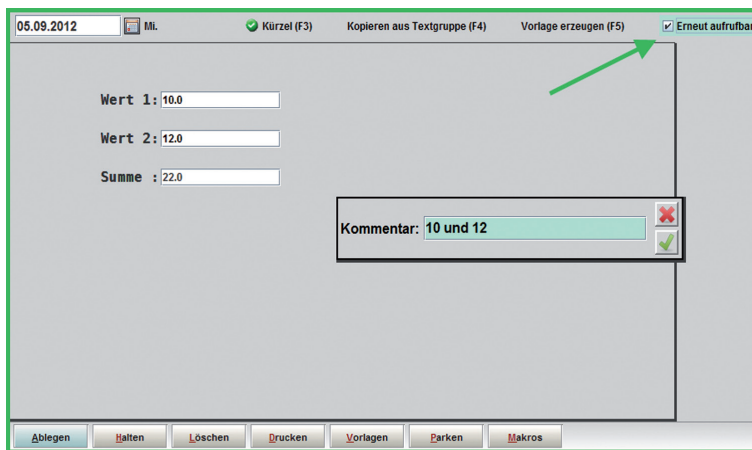 05.09.2012 Mi. Kürzel (F3) Kopieren aus Textgruppe (F4) Vorlage erzeugen (F5) Erneut aufrufbar
Wert 1: 10.0
Wert 2: 12.0
Summe : 22.0
Kommentar: 10 und 12
Ablegen Halten Löschen Drucken Vorlagen Parken Makros